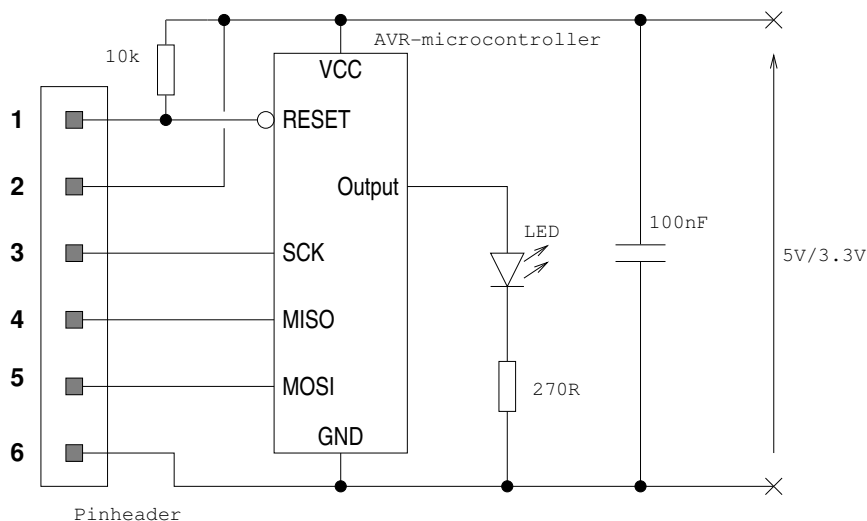 AVR-microcontroller
10k
VCC
1
RESET
2
Output
100nF
LED
3
SCK
5V/3.3V
4
MISO
5
MOSI
270R
GND
6
Pinheader